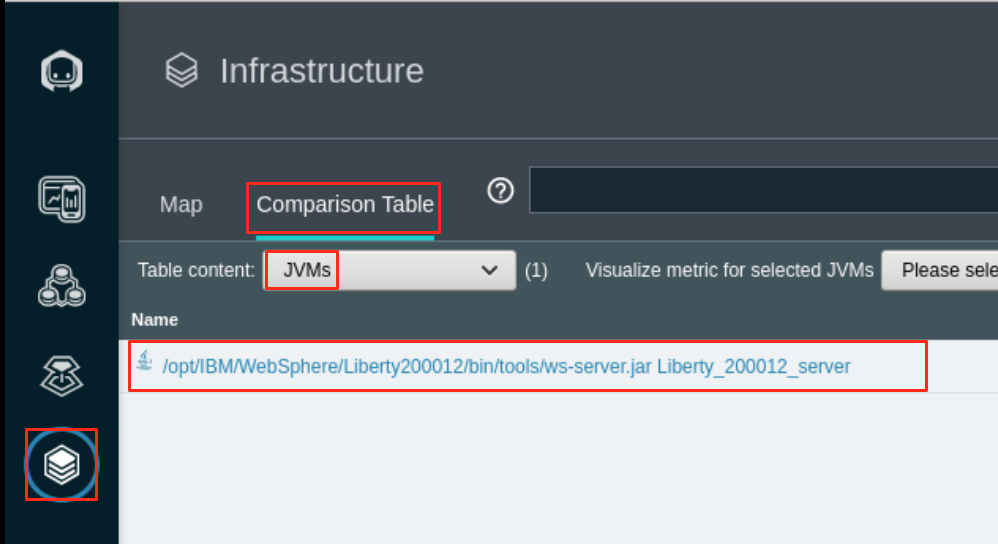 Infrastructure
Map Comparison Table ?
Table content: JVMs (1) Visualize metric for selected JVMs Please sele
Name
/opt/IBM/WebSphere/Liberty200012/bin/tools/ws-server.jar Liberty_200012_server